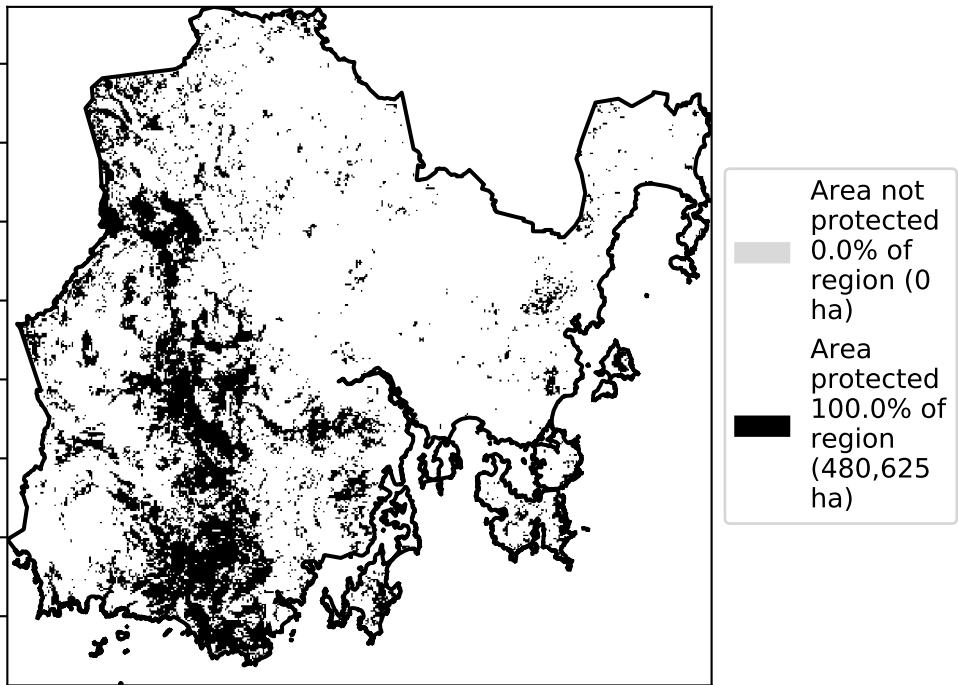 Area not
protected
0.0% of
region (0
ha)
Area
protected
100.0% of
region
(480,625
ha)